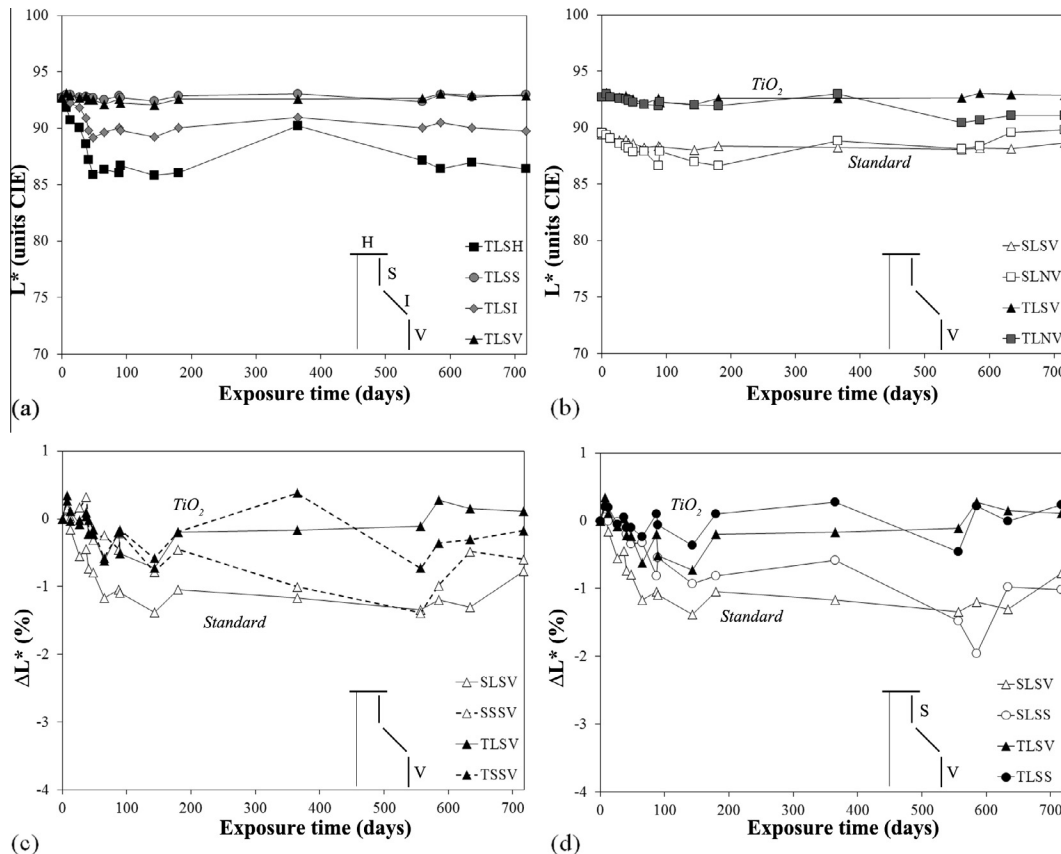 100
95
90
85
80
75
70
L* (units CIE)
H
S
I
V
TLSH
TLSS
TLSI
TLSV
0 100 200 300 400 500 600 700
Exposure time (days)
(a)
100
95
90
85
80
75
70
L* (units CIE)
TiO2
Standard
V
SLSV
SLNV
TLSV
TLNV
0 100 200 300 400 500 600 700
Exposure time (days)
(b)
1
0
-1
-2
-3
-4
ΔL* (%)
TiO2
Standard
V
SLSV
SSSV
TLSV
TSSV
0 100 200 300 400 500 600 700
Exposure time (days)
(c)
1
0
-1
-2
-3
-4
ΔL* (%)
TiO2
Standard
S
V
SLSV
SLSS
TLSV
TLSS
0 100 200 300 400 500 600 700
Exposure time (days)
(d)